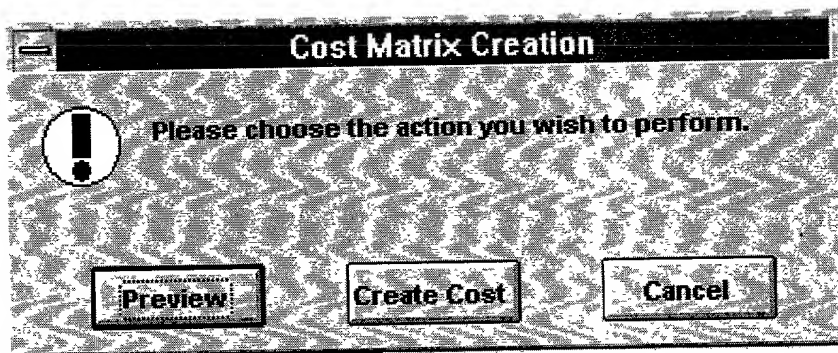 Cost Matrix Creation
Please choose the action you wish to perform.
Preview Create Cost Cancel